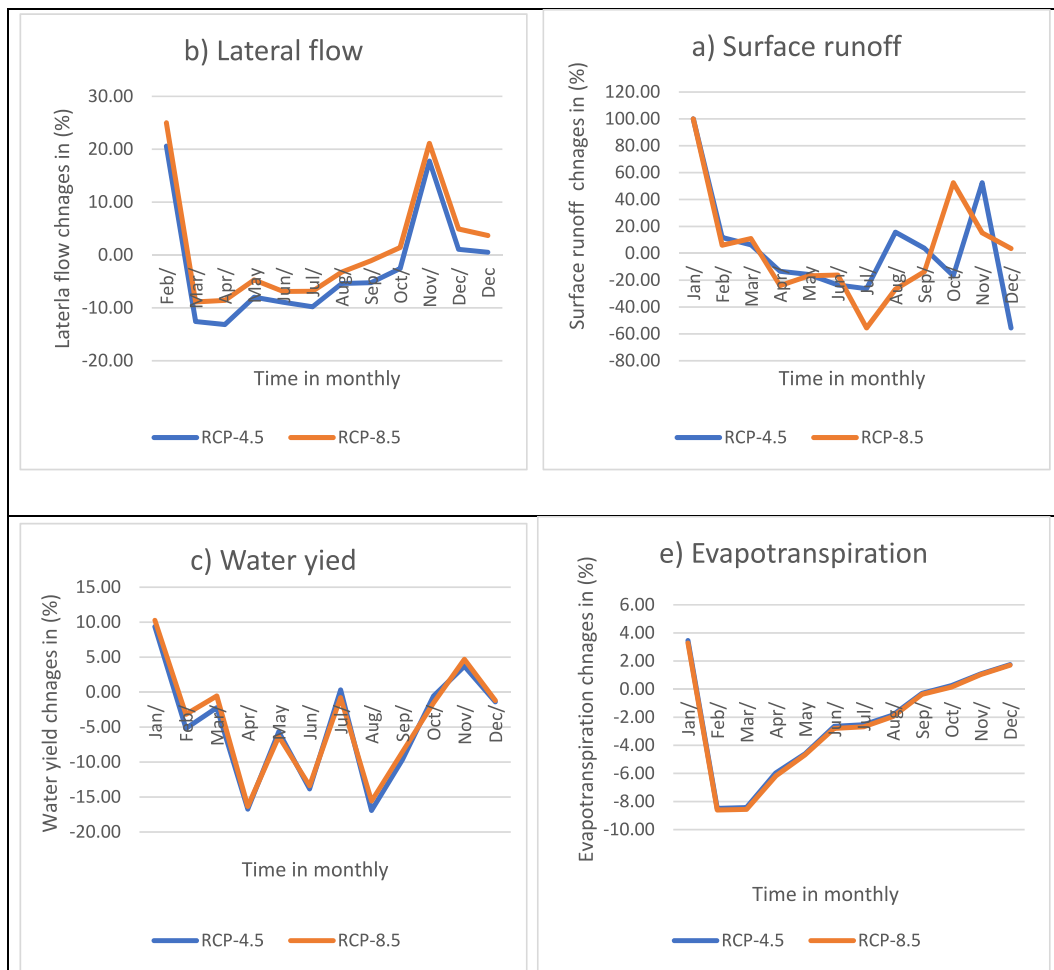 b) Lateral flow
Laterla flow chnages in (%)
30.00
20.00
10.00
0.00
-10.00
-20.00
Feb/ Mar/ Apr/ May Jun/ Jul/ Aug/ Sep/ Oct/ Nov/ Dec/ Dec
Time in monthly
RCP-4.5 RCP-8.5
a) Surface runoff
Surface runoff chnages in (%)
120.00
100.00
80.00
60.00
40.00
20.00
0.00
-20.00
-40.00
-60.00
-80.00
Jan/ Feb/ Mar/ Apr/ May Jun/ Jul/ Aug/ Sep/ Oct/ Nov/ Dec/
Time in monthly
RCP-4.5 RCP-8.5
c) Water yied
Water yield chnages in (%)
15.00
10.00
5.00
0.00
-5.00
-10.00
-15.00
-20.00
Jan/ Feb/ Mar/ Apr/ May Jun/ Jul/ Aug/ Sep/ Oct/ Nov/ Dec/
Time in monthly
RCP-4.5 RCP-8.5
e) Evapotranspiration
Evapotranspiration chnages in (%)
6.00
4.00
2.00
0.00
-2.00
-4.00
-6.00
-8.00
-10.00
Jan/ Feb/ Mar/ Apr/ May Jun/ Jul/ Aug/ Sep/ Oct/ Nov/ Dec/
Time in monthly
RCP-4.5 RCP-8.5